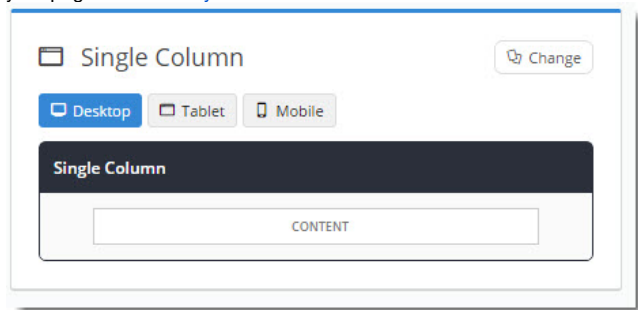 Single Column
Change
Desktop
Tablet
Mobile
Single Column
CONTENT